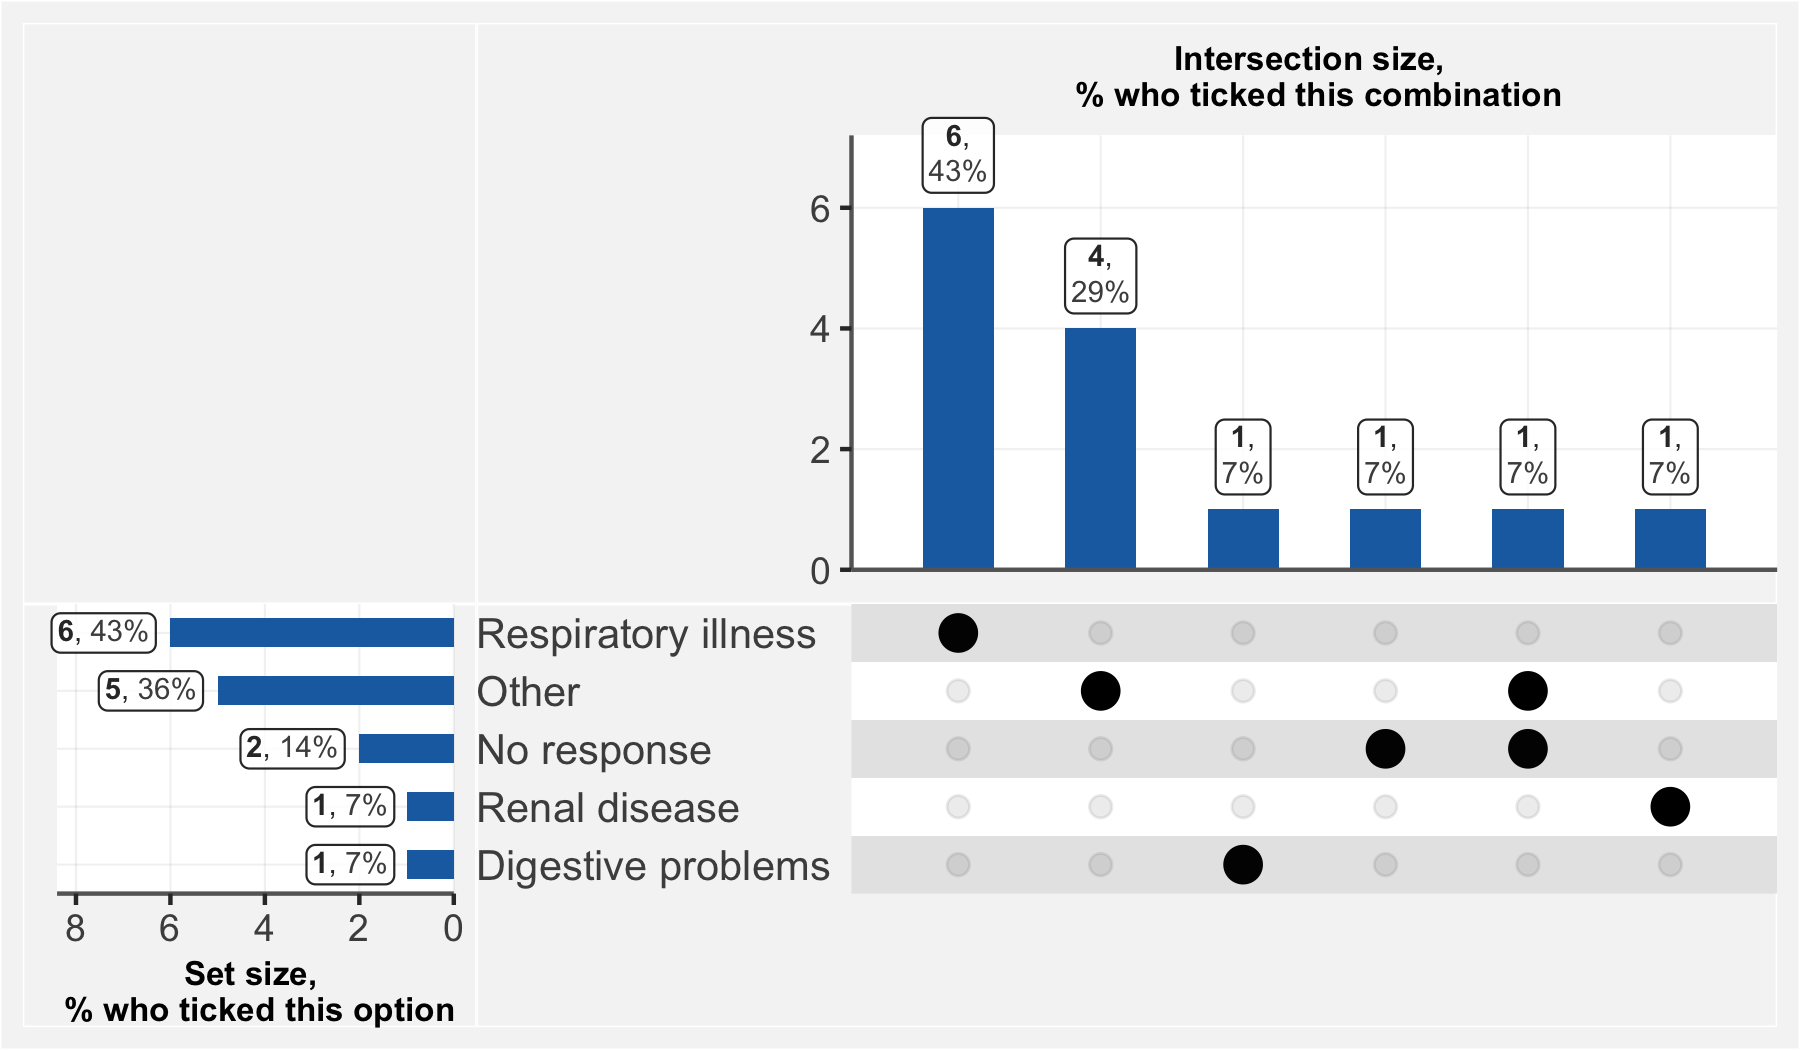 Intersection size,
% who ticked this combination
6,
43%
4,
29%
1,
7%
1,
7%
1,
7%
1,
7%
6
4
2
0
6, 43%
Respiratory illness
5, 36%
Other
2, 14%
No response
1, 7%
Renal disease
1, 7%
Digestive problems
8 6 4 2 0
Set size,
% who ticked this option